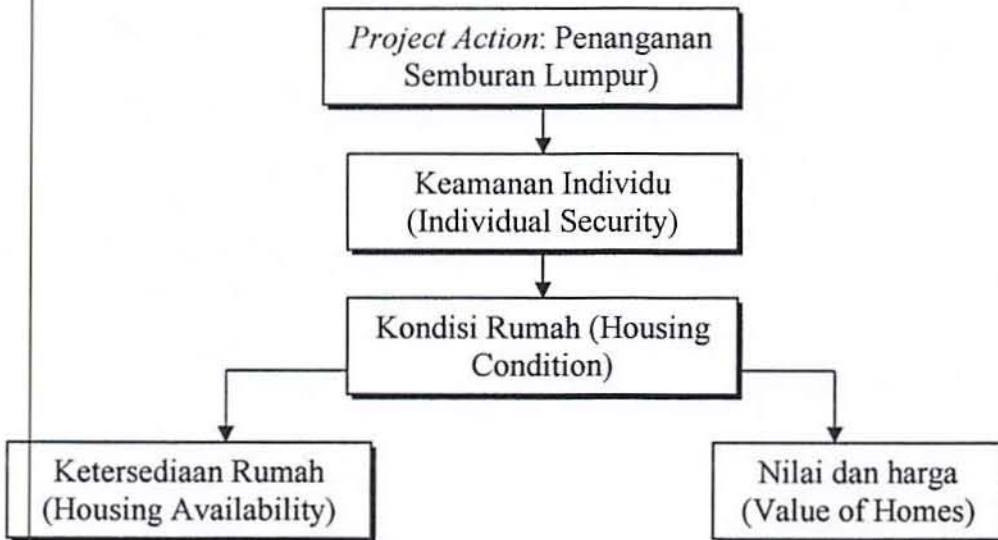 Project Action: Penanganan
Semburan Lumpur)
Keamanan Individu
(Individual Security)
Kondisi Rumah (Housing
Condition)
Ketersediaan Rumah
(Housing Availability)
Nilai dan harga
(Value of Homes)